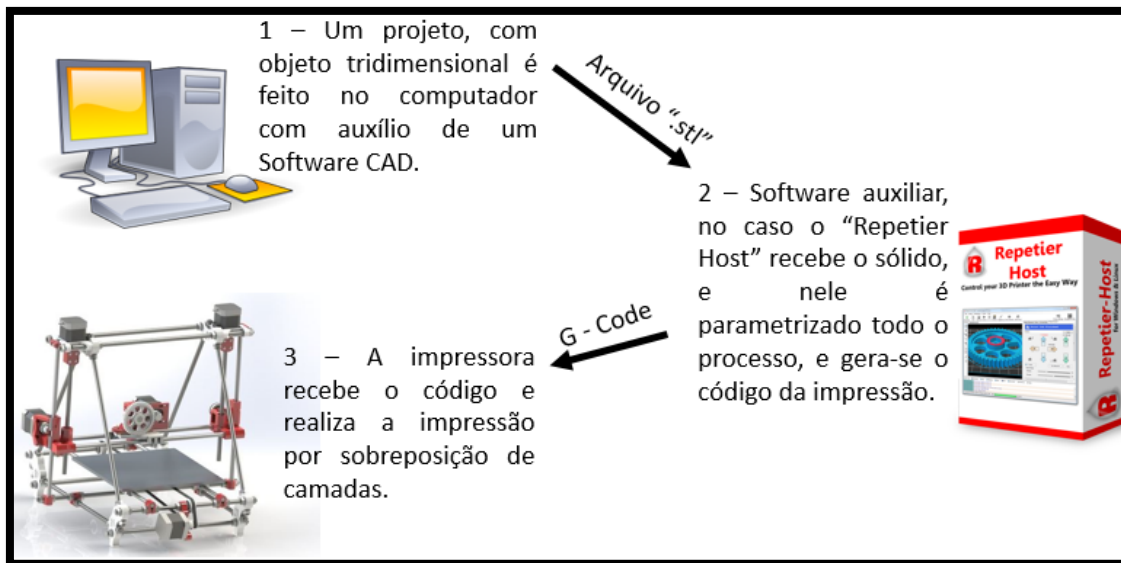 1 – Um projeto, com
objeto tridimensional é
feito no computador
com auxílio de um
Software CAD.
Arquivo “.stl”
2 – Software auxiliar,
no caso o “Repetier
Host” recebe o sólido,
e nele é
parametrizado todo o
processo, e gera-se o
código da impressão.
R Repetier
Host
Control your 3D Printer the Easy Way
Repetier-Host
for Windows & Linux
R
G - Code
3 – A impressora
recebe o código e
realiza a impressão
por sobreposição de
camadas.